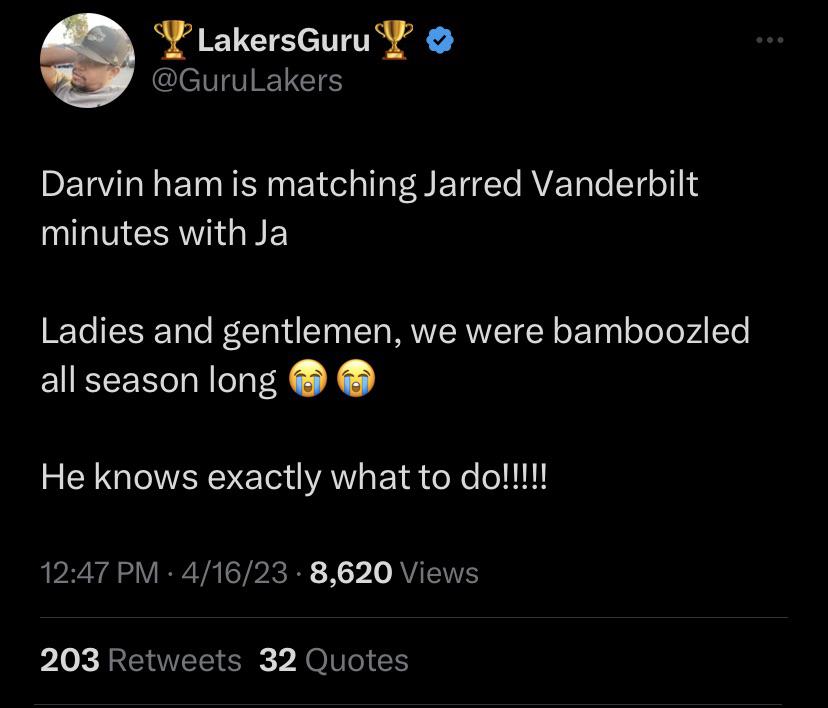 🏆LakersGuru🏆
@GuruLakers
Darvin ham is matching Jarred Vanderbilt
minutes with Ja
Ladies and gentlemen, we were bamboozled
all season long 😭😭
He knows exactly what to do!!!!!
12:47 PM · 4/16/23 · 8,620 Views
203 Retweets 32 Quotes